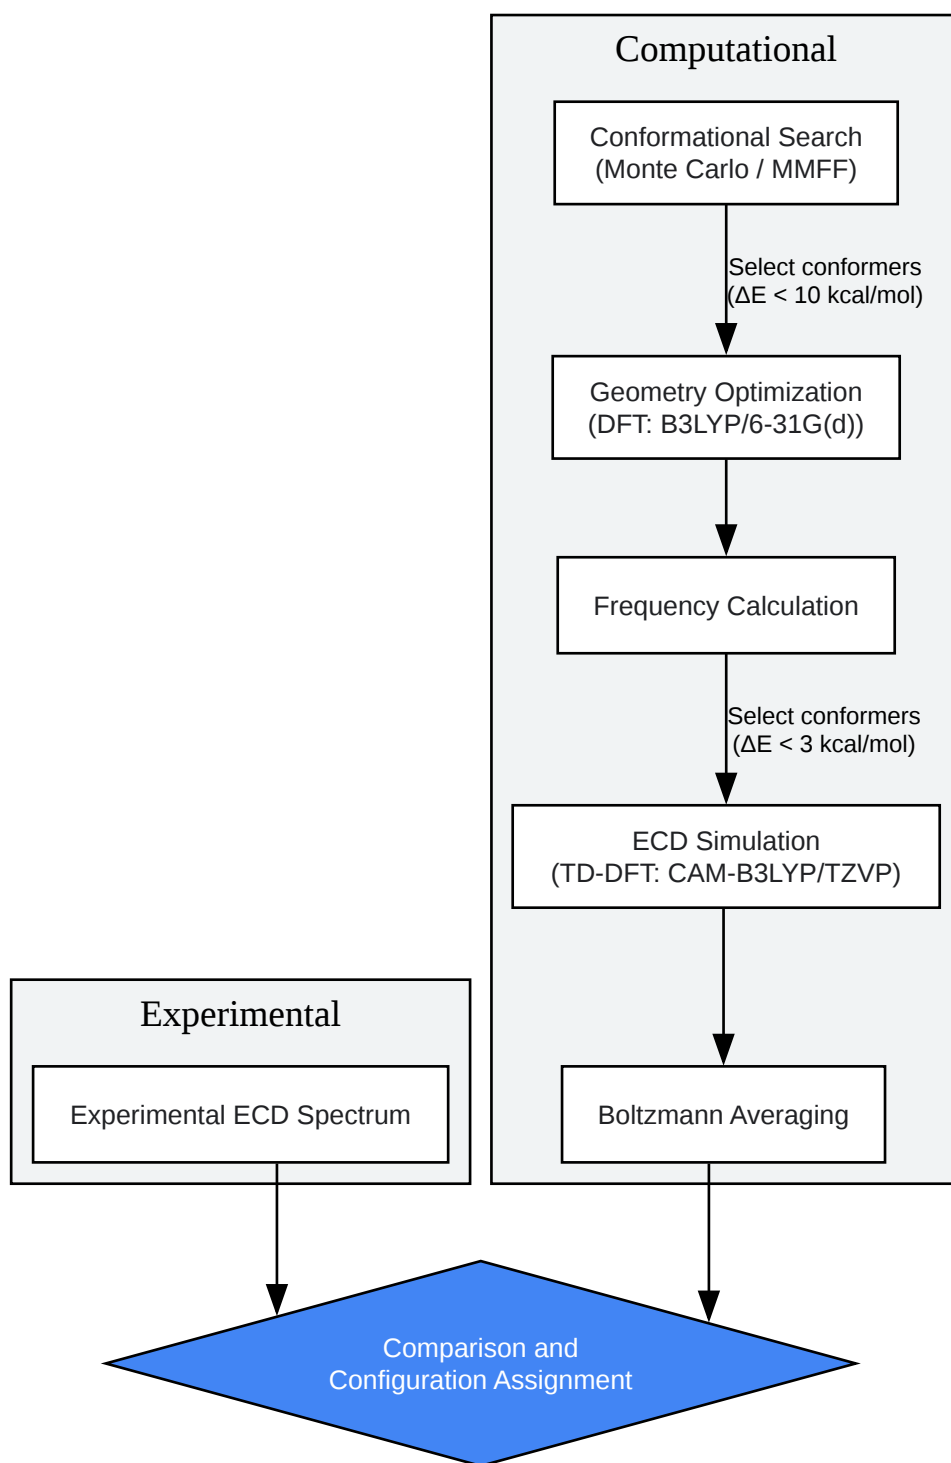 Computational
Conformational Search
(Monte Carlo / MMFF)
Select conformers
(ΔE < 10 kcal/mol)
Geometry Optimization
(DFT: B3LYP/6-31G(d))
Frequency Calculation
Select conformers
(ΔE < 3 kcal/mol)
ECD Simulation
(TD-DFT: CAM-B3LYP/TZVP)
Experimental
Experimental ECD Spectrum
Boltzmann Averaging
Comparison and
Configuration Assignment